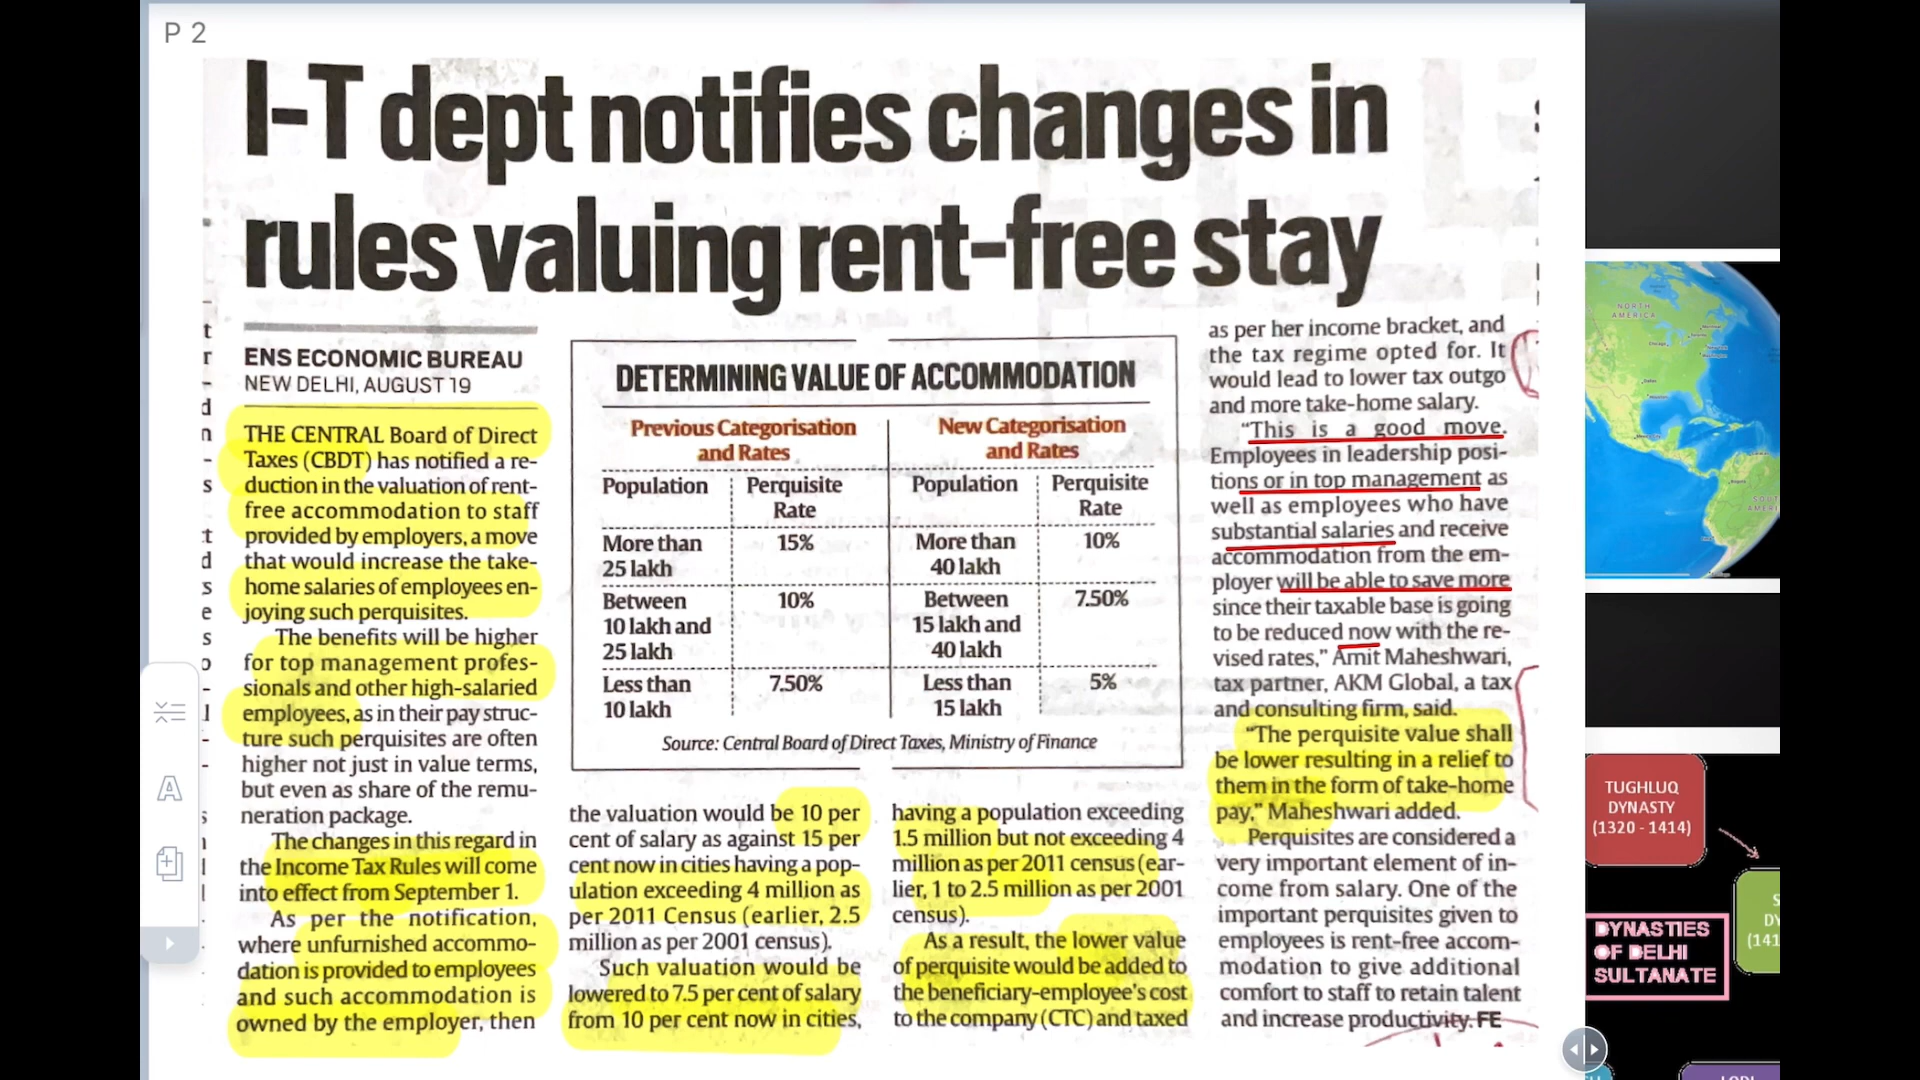 P 2
I-T dept notifies changes in
rules valuing rent-free stay
ENS ECONOMIC BUREAU
NEW DELHI, AUGUST 19
THE CENTRAL Board of Direct
Taxes (CBDT) has notified a re-
duction in the valuation of rent-
free accommodation to staff
provided by employers, a move
that would increase the take-
home salaries of employees en-
joying such perquisites.
The benefits will be higher
for top management profes-
sionals and other high-salaried
employees, as in their pay struc-
ture such perquisites are often
higher not just in value terms,
but even as share of the remu-
neration package.
The changes in this regard in
the Income Tax Rules will come
into effect from September 1.
As per the notification,
where unfurnished accommo-
dation is provided to employees
and such accommodation is
owned by the employer, then
DETERMINING VALUE OF ACCOMMODATION
Previous Categorisation
and Rates
New Categorisation
and Rates
Population
Perquisite
Rate
Population
Perquisite
Rate
More than
25 lakh
15%
More than
40 lakh
10%
Between
10 lakh and
25 lakh
10%
Between
15 lakh and
40 lakh
7.50%
Less than
10 lakh
7.50%
Less than
15 lakh
5%
Source: Central Board of Direct Taxes, Ministry of Finance
the valuation would be 10 per
cent of salary as against 15 per
cent now in cities having a pop-
ulation exceeding 4 million as
per 2011 Census (earlier, 2.5
million as per 2001 census).
Such valuation would be
lowered to 7.5 per cent of salary
from 10 per cent now in cities,
having a population exceeding
1.5 million but not exceeding 4
million as per 2011 census (ear-
lier, 1 to 2.5 million as per 2001
census).
As a result, the lower value
of perquisite would be added to
the beneficiary-employee's cost
to the company (CTC) and taxed
as per her income bracket, and
the tax regime opted for. It
would lead to lower tax outgo
and more take-home salary.
"This is a good move.
Employees in leadership posi-
tions or in top management as
well as employees who have
substantial salaries and receive
accommodation from the em-
ployer will be able to save more
since their taxable base is going
to be reduced now with the re-
vised rates," Amit Maheshwari,
tax partner, AKM Global, a tax
and consulting firm, said.
"The perquisite value shall
be lower resulting in a relief to
them in the form of take-home
pay," Maheshwari added.
Perquisites are considered a
very important element of in-
come from salary. One of the
important perquisites given to
employees is rent-free accom-
modation to give additional
comfort to staff to retain talent
and increase productivity. FE
NORTH
AMERICA
TUGHLUQ
DYNASTY
(1320 - 1414)
DYNASTIES
OF DELHI
SULTANATE